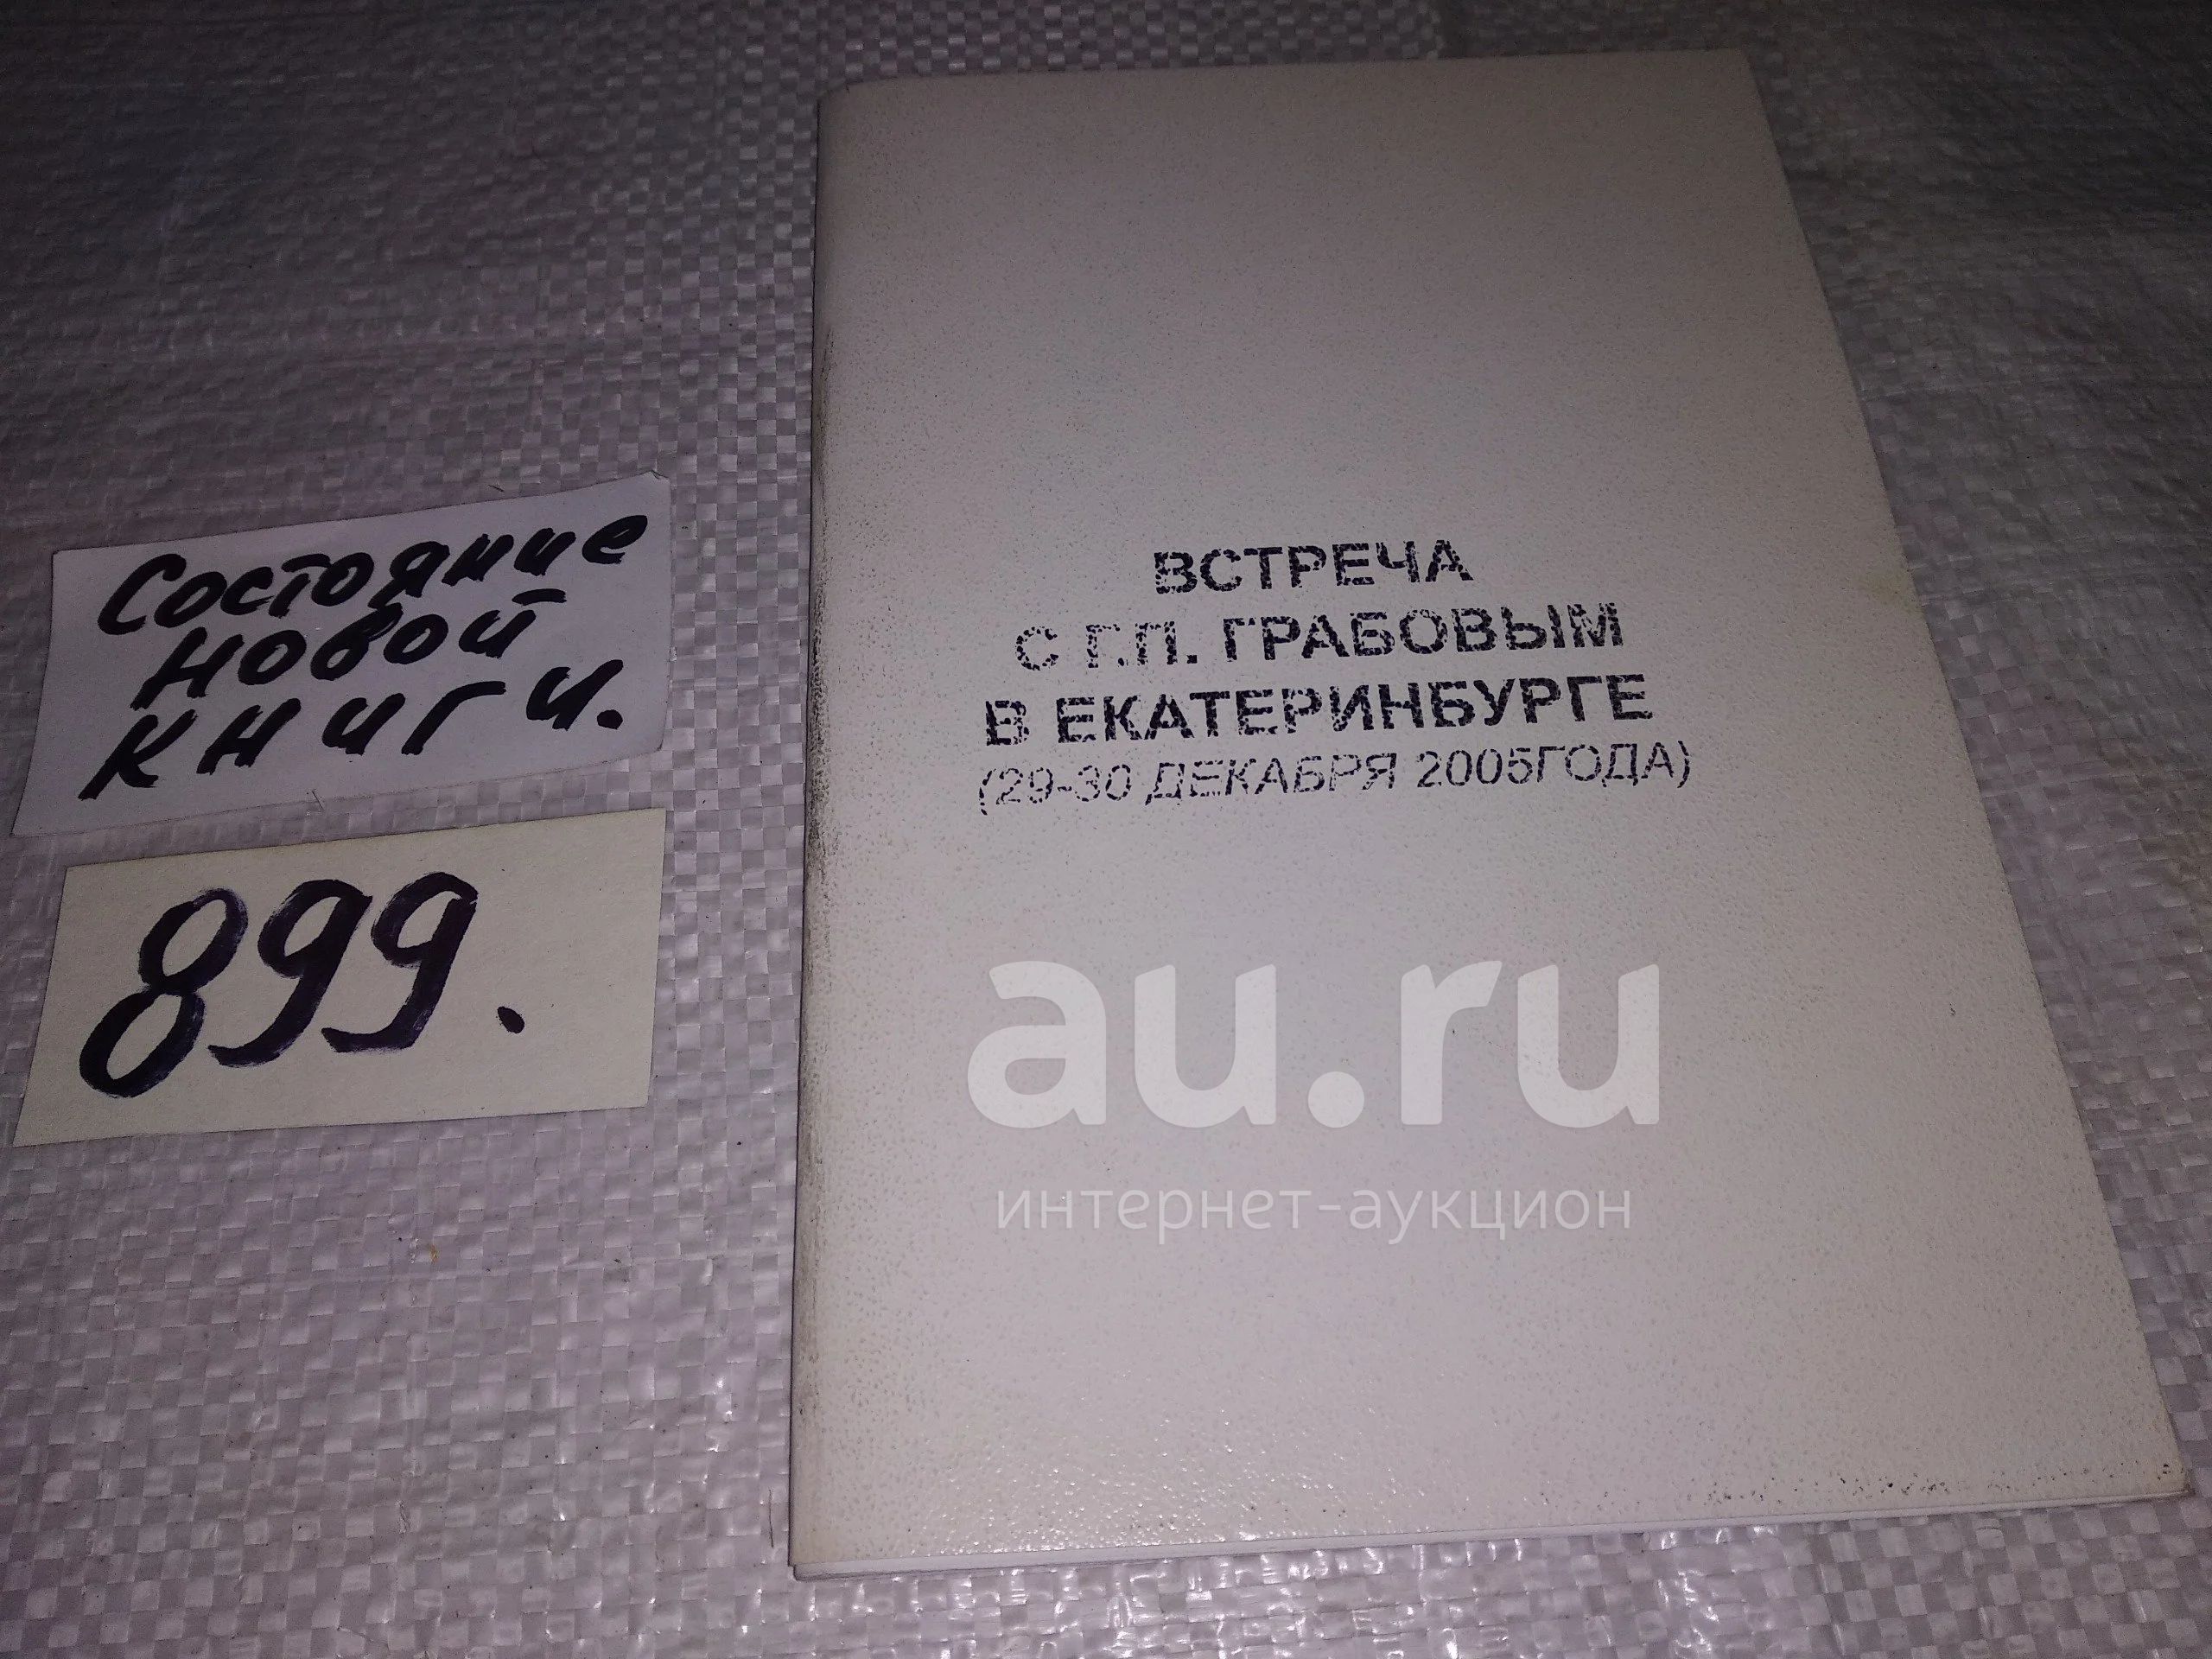 Состояние
новой
книги.
899.
ВСТРЕЧА
С Г.П. ГРАБОВЫМ
В ЕКАТЕРИНБУРГЕ
(29-30 ДЕКАБРЯ 2005ГОДА)
au.ru
интернет-аукцион